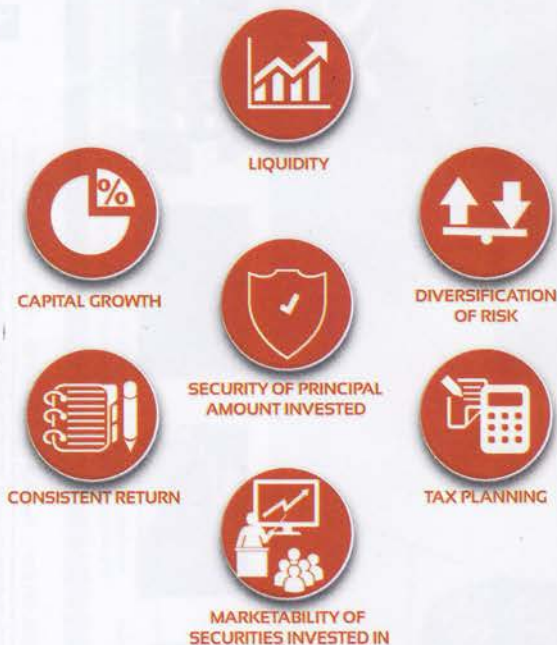 LIQUIDITY
%
CAPITAL GROWTH
DIVERSIFICATION
OF RISK
SECURITY OF PRINCIPAL
AMOUNT INVESTED
CONSISTENT RETURN
TAX PLANNING
MARKETABILITY OF
SECURITIES INVESTED IN